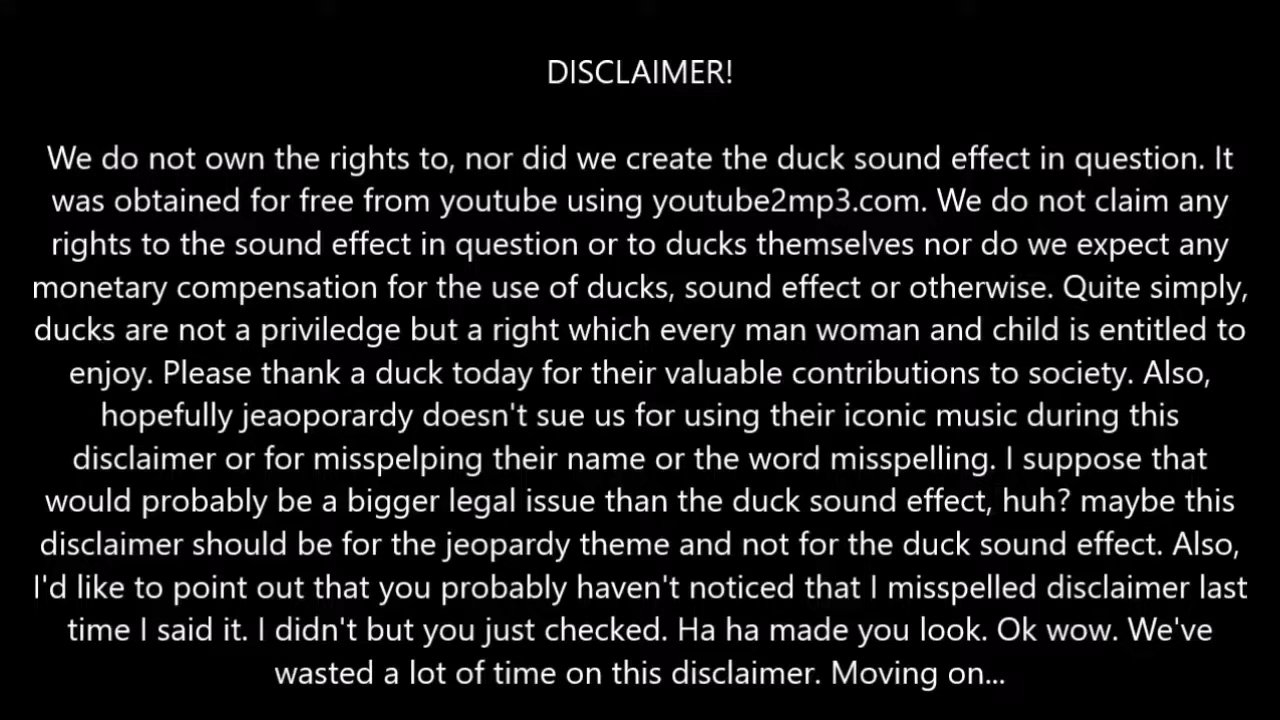 DISCLAIMER!
We do not own the rights to, nor did we create the duck sound effect in question. It
was obtained for free from youtube using youtube2mp3.com. We do not claim any
rights to the sound effect in question or to ducks themselves nor do we expect any
monetary compensation for the use of ducks, sound effect or otherwise. Quite simply,
ducks are not a priviledge but a right which every man woman and child is entitled to
enjoy. Please thank a duck today for their valuable contributions to society. Also,
hopefully jeaoporardy doesn't sue us for using their iconic music during this
disclaimer or for misspelping their name or the word misspelling. I suppose that
would probably be a bigger legal issue than the duck sound effect, huh? maybe this
disclaimer should be for the jeopardy theme and not for the duck sound effect. Also,
I'd like to point out that you probably haven't noticed that I misspelled disclaimer last
time I said it. I didn't but you just checked. Ha ha made you look. Ok wow. We've
wasted a lot of time on this disclaimer. Moving on...